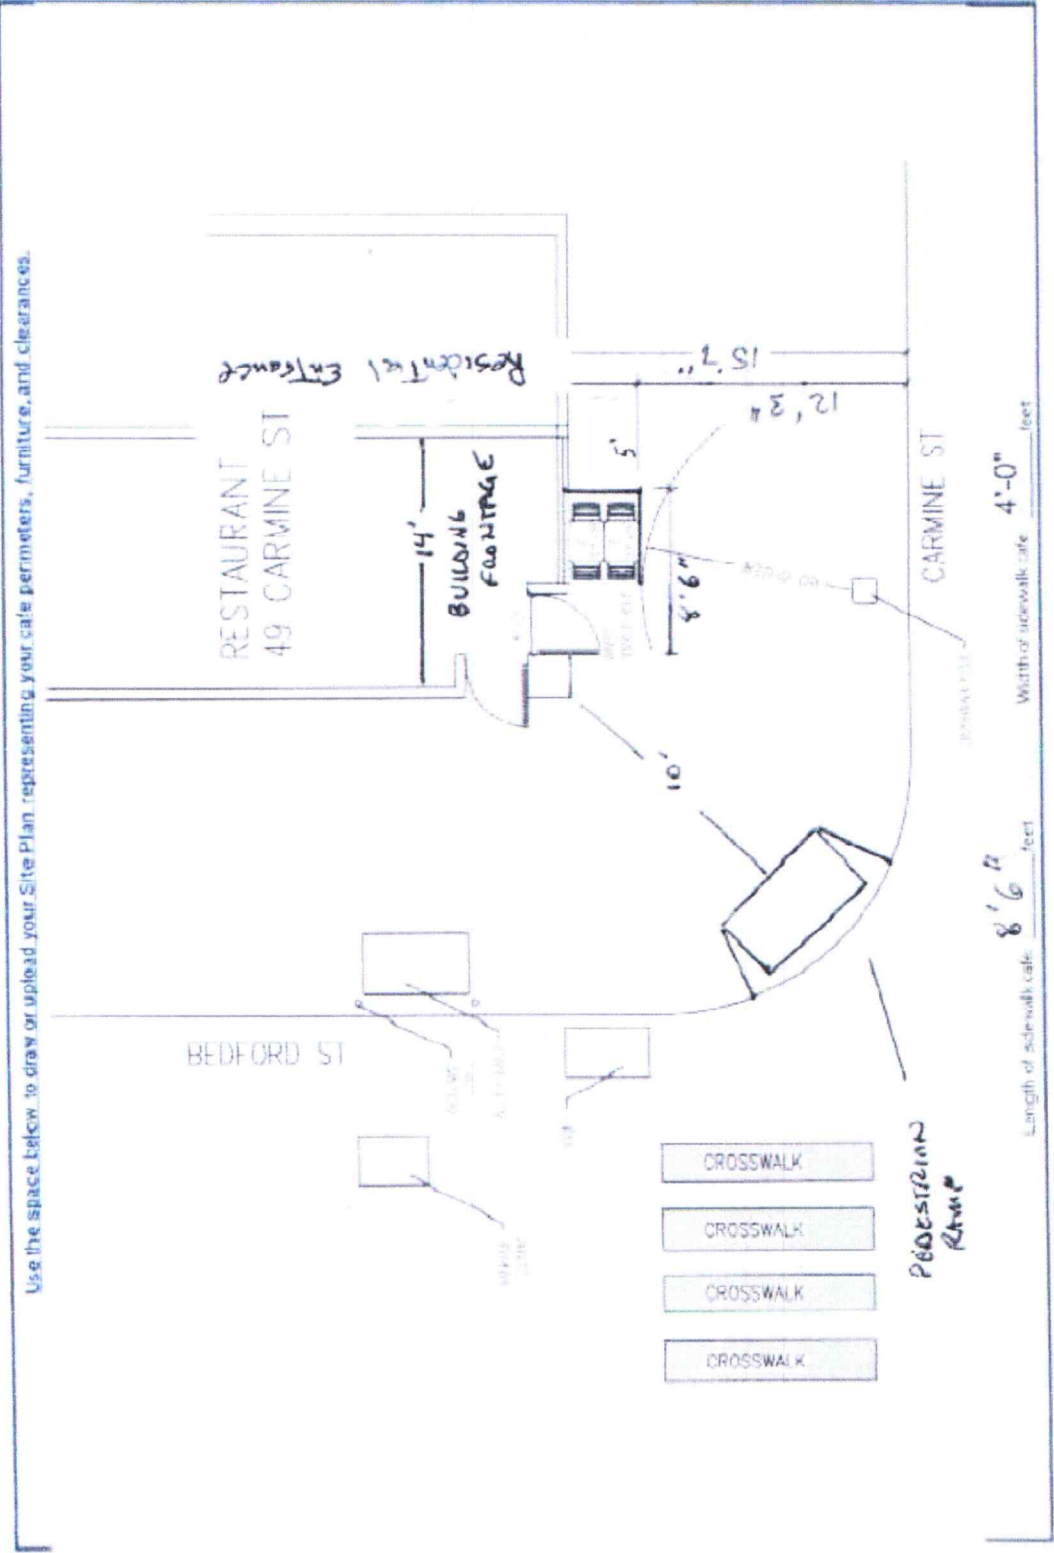 Use the space below to draw or upload your Site Plan representing your cafe perimeters, furniture, and clearances.
RESTAURANT
49 CARMINE ST
Residential
Entrance
14'
BUILDING
FRONTAGE
5'
8'6"
15'7"
12'3"
10'
BEDFORD ST
CARMINE ST
CROSSWALK
CROSSWALK
CROSSWALK
CROSSWALK
PEDESTRIAN
RAMP
Length of sidewalk cafe 8'6" feet
Width of sidewalk cafe 4'-0" feet